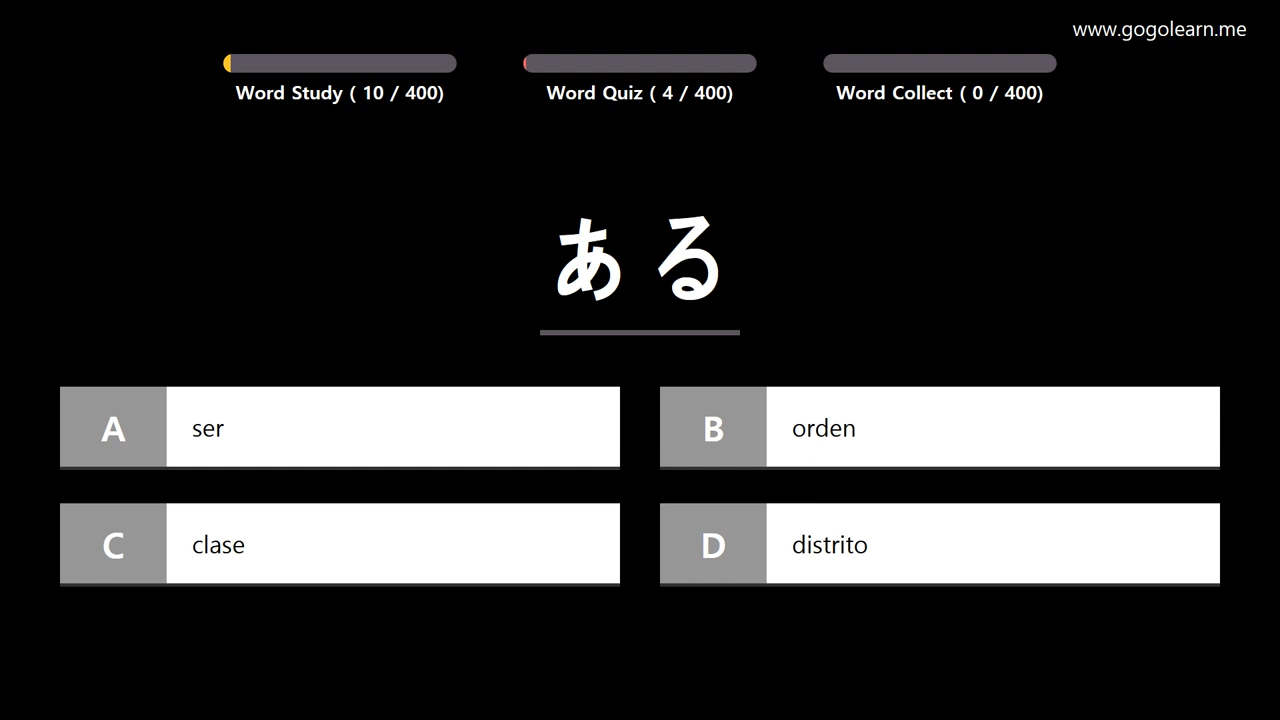 www.gogolearn.me
Word Study ( 10 / 400)
Word Quiz ( 4 / 400)
Word Collect ( 0 / 400)
ある
A ser
B orden
C clase
D distrito